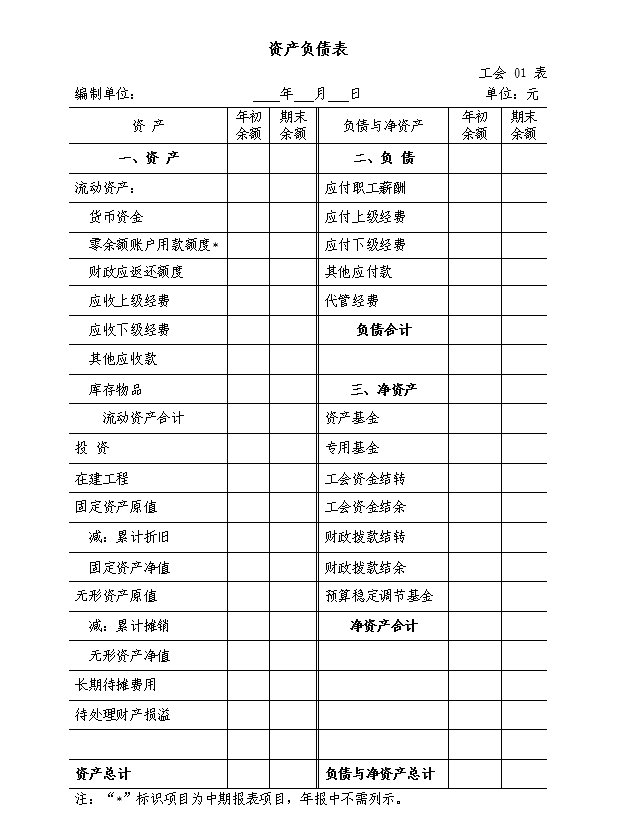 资产负债表
工会 01 表
编制单位： ____年___月___日 单位：元
资 产 年初余额 期末余额 负债与净资产 年初余额 期末余额
一、资 产 二、负 债
流动资产： 应付职工薪酬
货币资金 应付上级经费
零余额账户用款额度* 应付下级经费
财政应返还额度 其他应付款
应收上级经费 代管经费
应收下级经费 负债合计
其他应收款
库存物品 三、净资产
流动资产合计 资产基金
投 资 专用基金
在建工程 工会资金结转
固定资产原值 工会资金结余
减：累计折旧 财政拨款结转
固定资产净值 财政拨款结余
无形资产原值 预算稳定调节基金
减：累计摊销 净资产合计
无形资产净值
长期待摊费用
待处理财产损溢
资产总计 负债与净资产总计
注：“*”标识项目为中期报表项目，年报中不需列示。